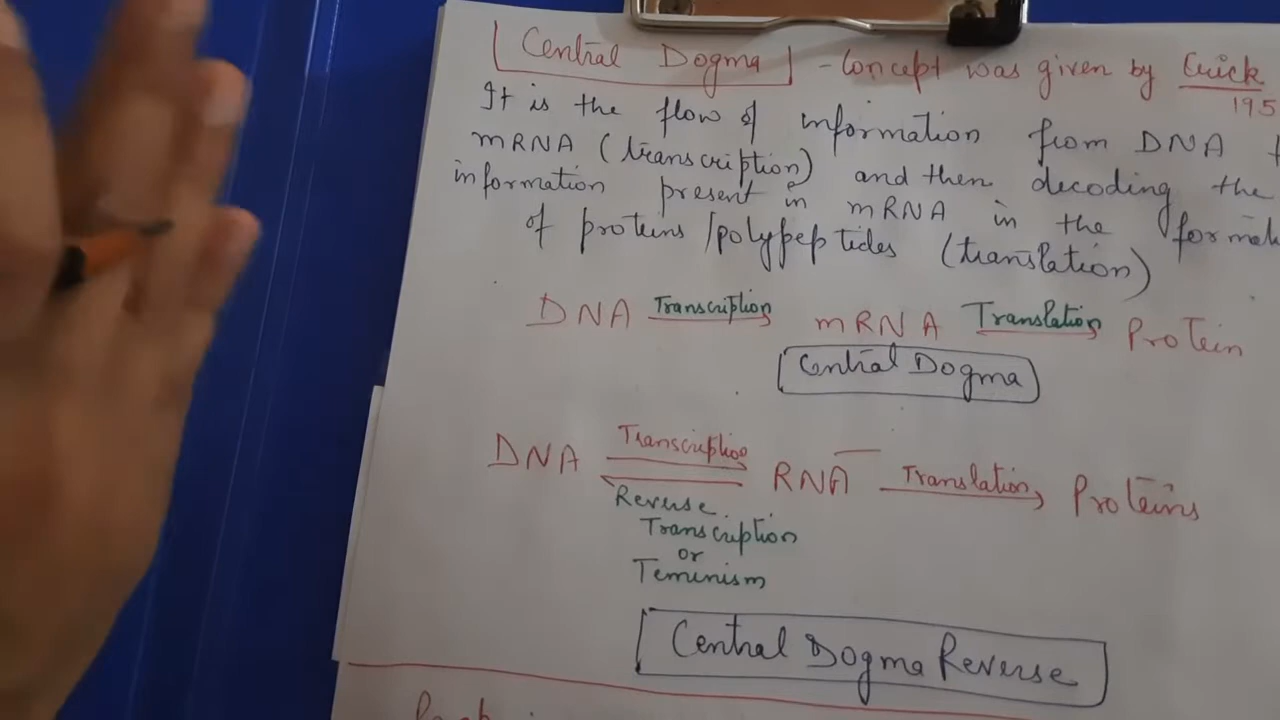 Central Dogma - Concept was given by Crick
195
It is the flow of information from DNA t
mRNA (transcription) and then decoding the
information present in mRNA in the format
of proteins/polypeptides (translation)
DNA Transcription mRNA Translation Protein
Central Dogma
DNA Transcription RNA Translation Proteins
Reverse
Transcription
or
Teminism
Central Dogma Reverse